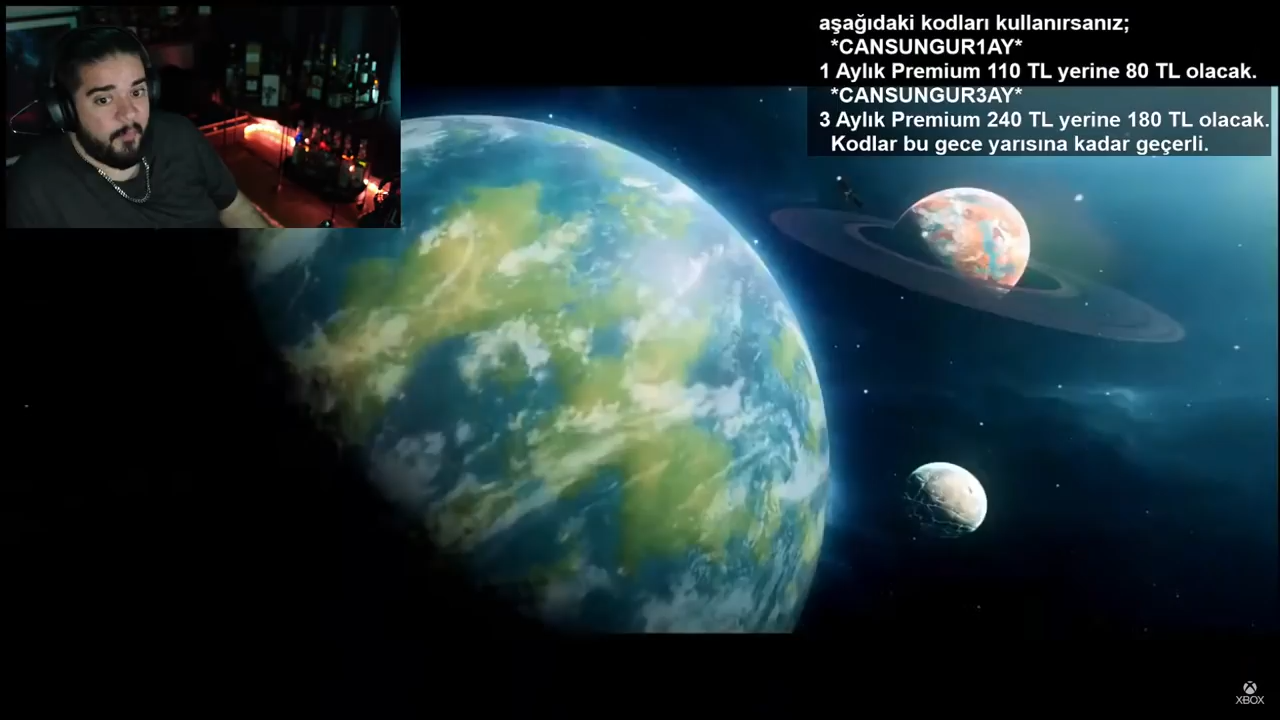 aşağıdaki kodları kullanırsanız;
*CANSUNGUR1AY*
1 Aylık Premium 110 TL yerine 80 TL olacak.
*CANSUNGUR3AY*
3 Aylık Premium 240 TL yerine 180 TL olacak.
Kodlar bu gece yarısına kadar geçerli.
XBOX